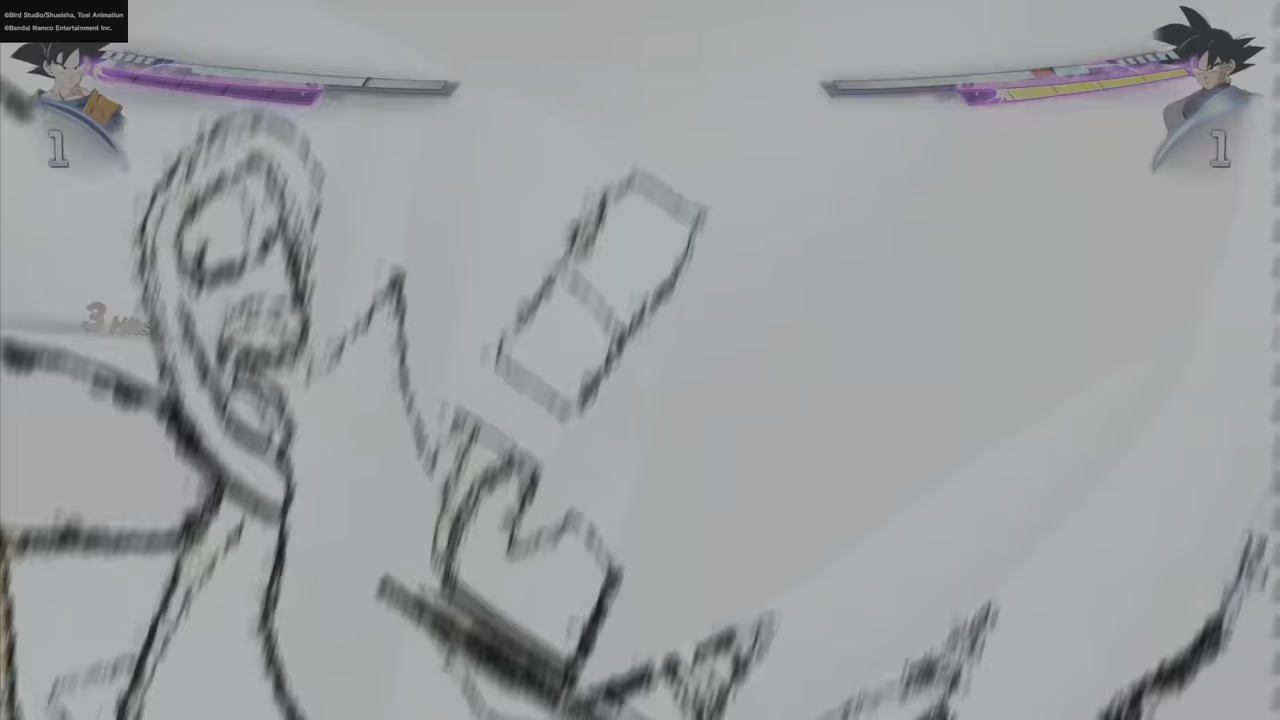 ©Bird Studio/Shueisha, Toei Animation
©Bandai Namco Entertainment Inc.
1
1
3 Hits